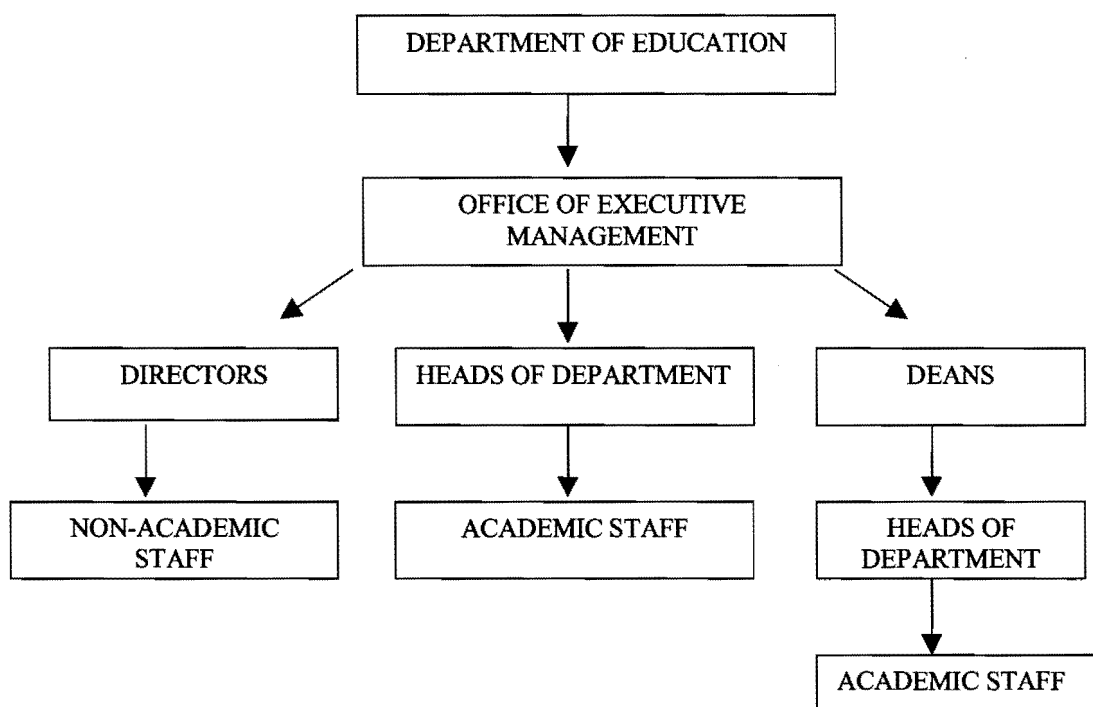 DEPARTMENT OF EDUCATION
OFFICE OF EXECUTIVE
MANAGEMENT
DIRECTORS
HEADS OF DEPARTMENT
DEANS
NON-ACADEMIC
STAFF
ACADEMIC STAFF
HEADS OF
DEPARTMENT
ACADEMIC STAFF